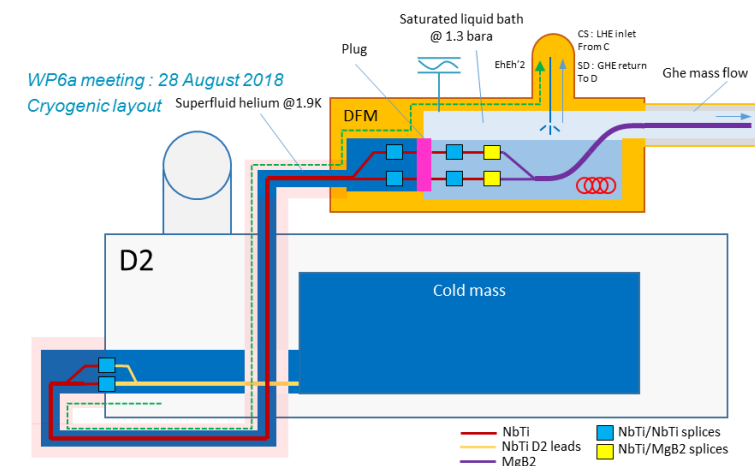 Saturated liquid bath
@ 1.3 bara
CS : LHE inlet
From C
Plug
EhEh'2
SD : GHE return
To D
Ghe mass flow
WP6a meeting : 28 August 2018
Cryogenic layout
Superfluid helium @1.9K
DFM
D2
Cold mass
NbTi
NbTi/NbTi splices
NbTi D2 leads
NbTi/MgB2 splices
MgB2